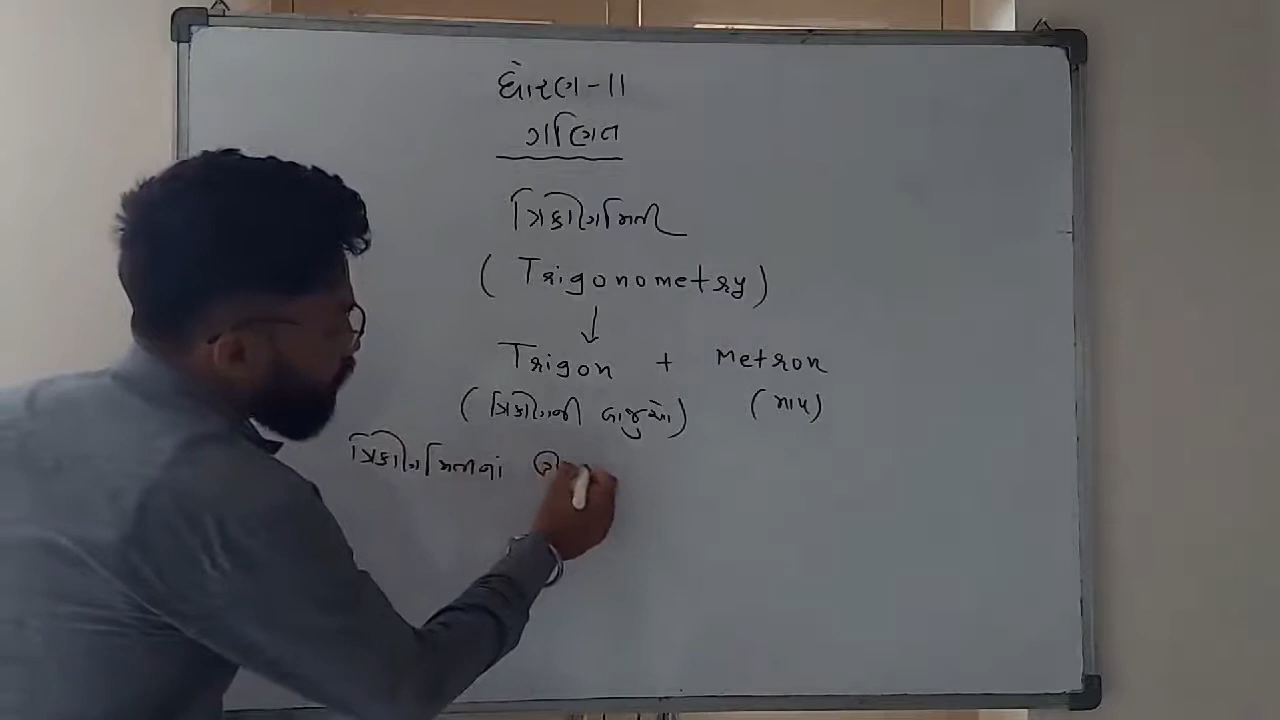 ધોરણ-11
ગણિત
ત્રિકોણમિતી
( Trigonometry )
Trigon + Metron
( ત્રિકોણની બાજુઓ ) ( માપ )
ત્રિકોણમિતીનાં